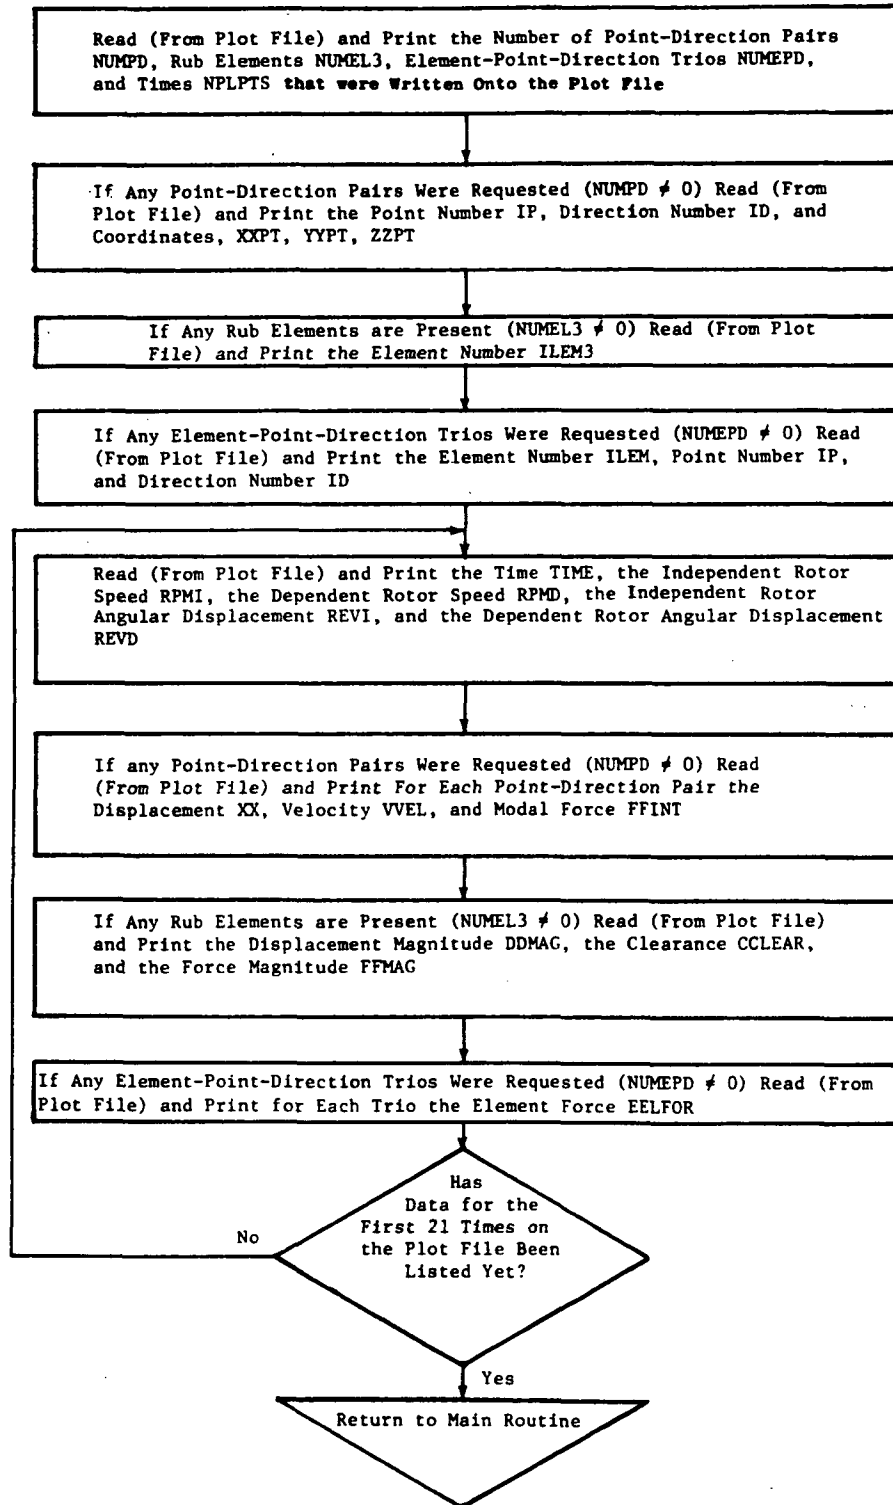 Read (From Plot File) and Print the Number of Point-Direction Pairs
NUMPD, Rub Elements NUMEL3, Element-Point-Direction Trios NUMEPD,
and Times NPLPTS that were Written Onto the Plot File
If Any Point-Direction Pairs Were Requested (NUMPD ≠ 0) Read (From
Plot File) and Print the Point Number IP, Direction Number ID, and
Coordinates, XXPT, YYPT, ZZPT
If Any Rub Elements are Present (NUMEL3 ≠ 0) Read (From Plot
File) and Print the Element Number ILEM3
If Any Element-Point-Direction Trios Were Requested (NUMEPD ≠ 0) Read
(From Plot File) and Print the Element Number ILEM, Point Number IP,
and Direction Number ID
Read (From Plot File) and Print the Time TIME, the Independent Rotor
Speed RPMI, the Dependent Rotor Speed RPMD, the Independent Rotor
Angular Displacement REVI, and the Dependent Rotor Angular Displacement
REVD
If any Point-Direction Pairs Were Requested (NUMPD ≠ 0) Read
(From Plot File) and Print For Each Point-Direction Pair the
Displacement XX, Velocity VVEL, and Modal Force FFINT
If Any Rub Elements are Present (NUMEL3 ≠ 0) Read (From Plot File)
and Print the Displacement Magnitude DDMAG, the Clearance CCLEAR,
and the Force Magnitude FFMAG
If Any Element-Point-Direction Trios Were Requested (NUMEPD ≠ 0) Read (From
Plot File) and Print for Each Trio the Element Force EELFOR
Has
Data for the
First 21 Times on
the Plot File Been
Listed Yet?
No
Yes
Return to Main Routine